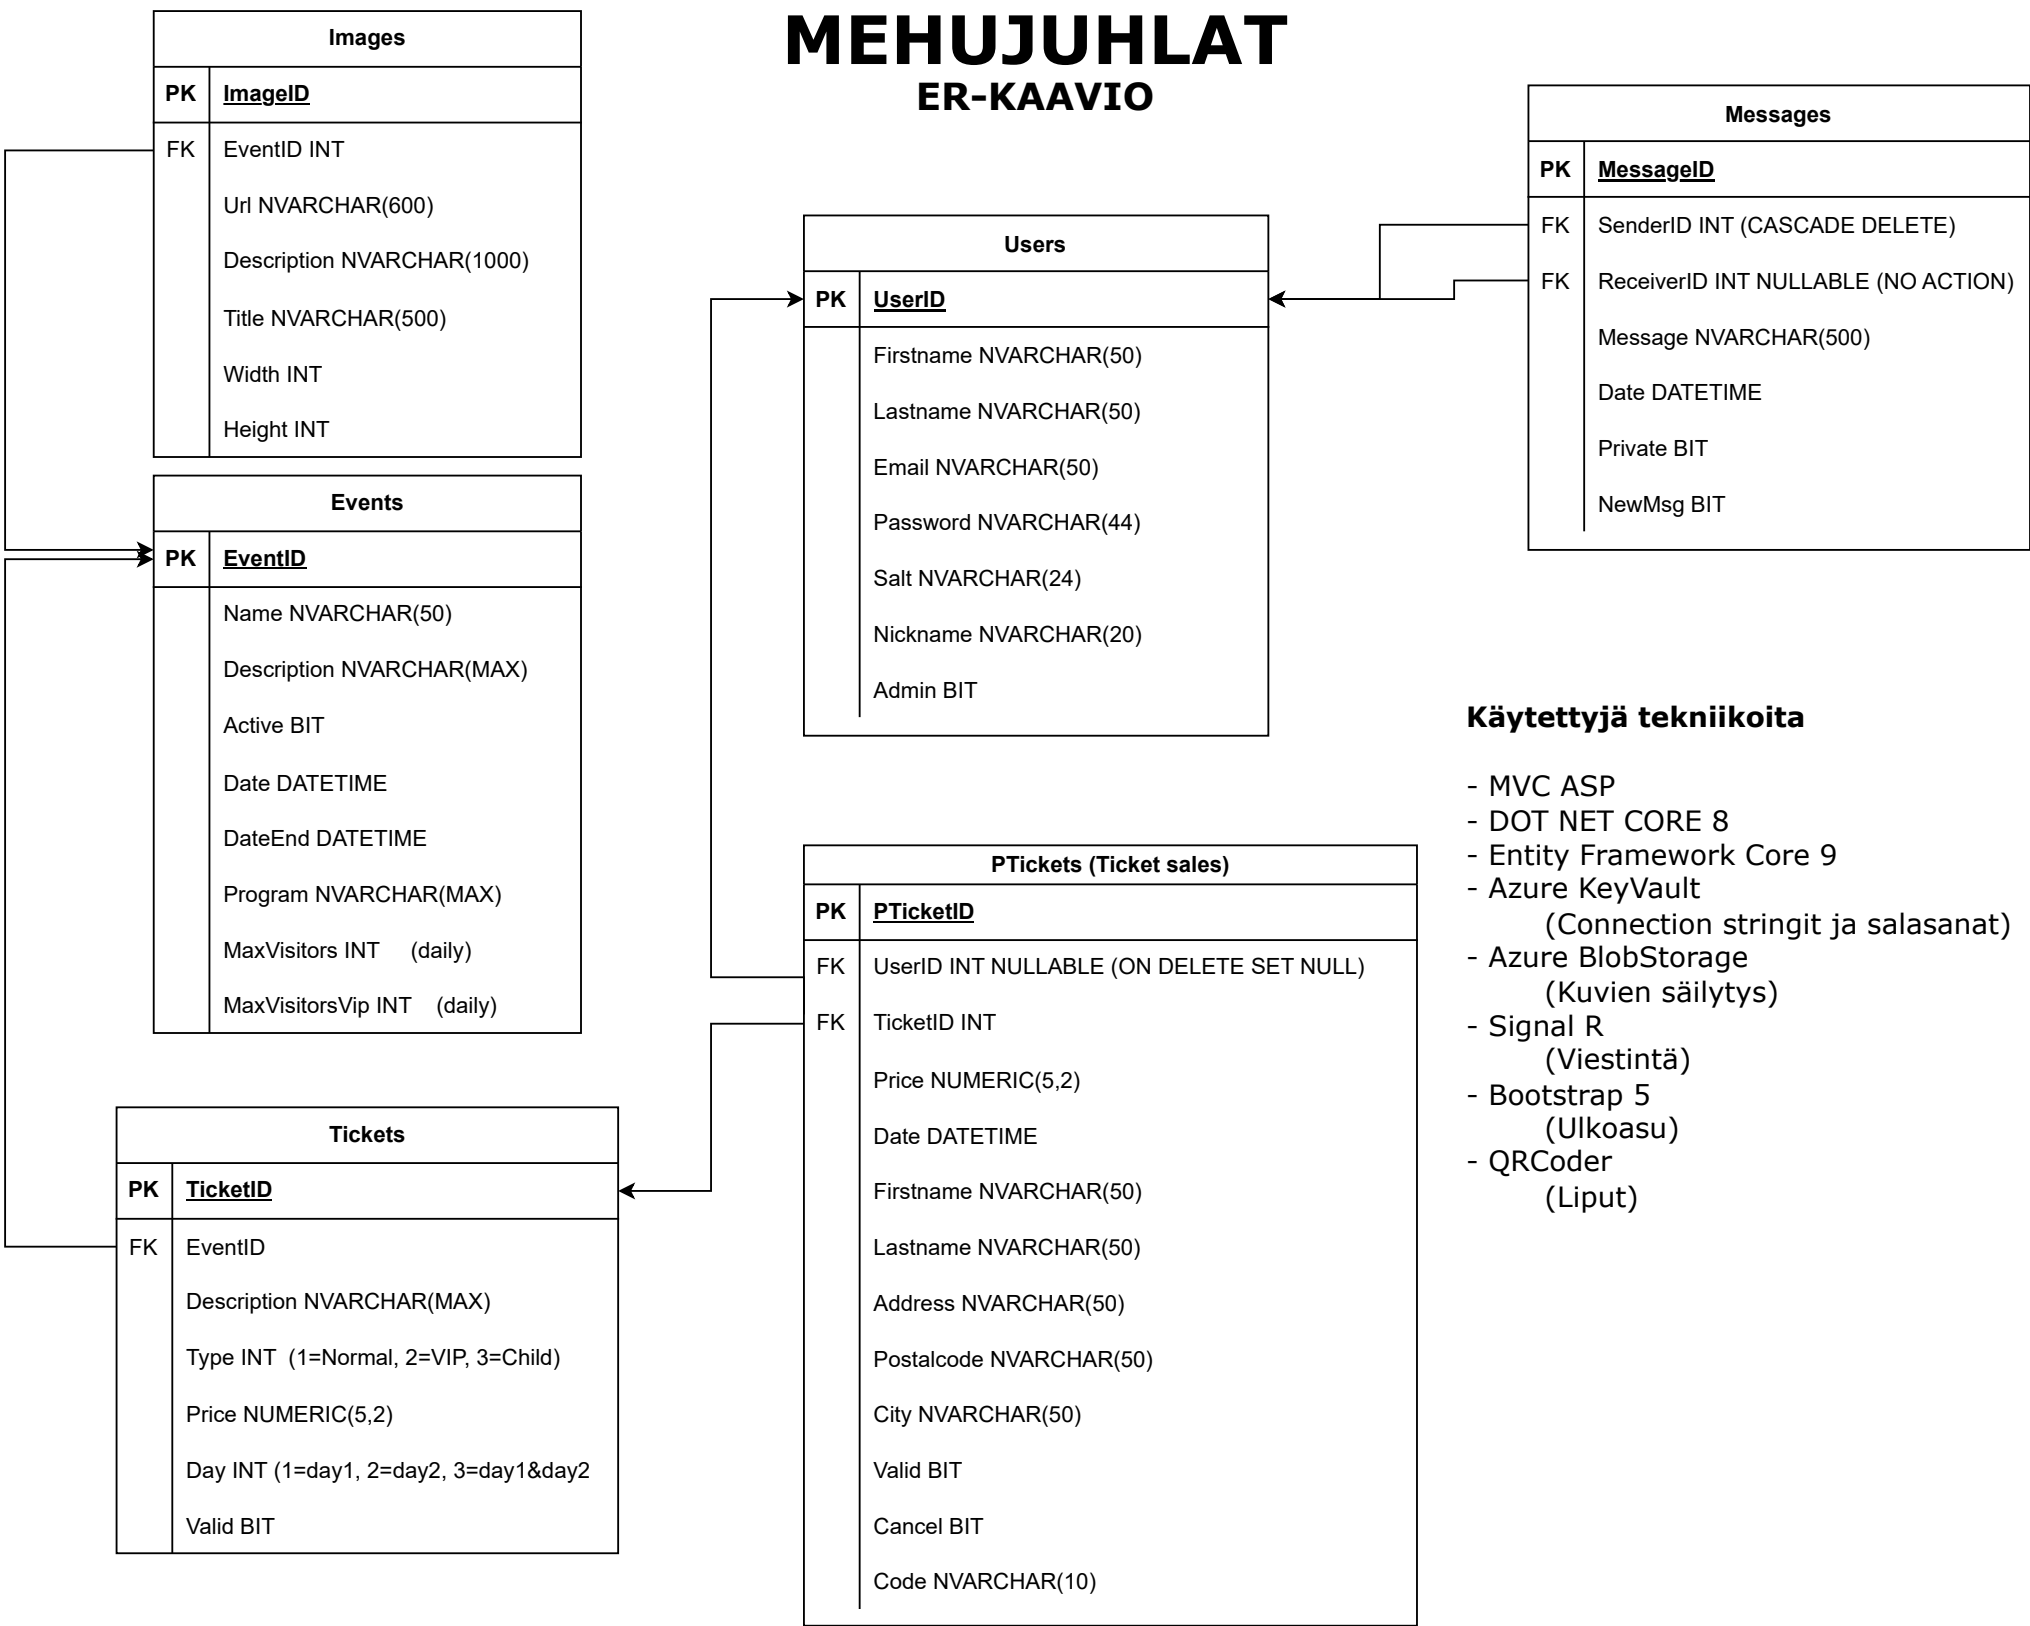 MEHUJUHLAT
ER-KAAVIO
Images
PK ImageID
FK EventID INT
Url NVARCHAR(600)
Description NVARCHAR(1000)
Title NVARCHAR(500)
Width INT
Height INT
Events
PK EventID
Name NVARCHAR(50)
Description NVARCHAR(MAX)
Active BIT
Date DATETIME
DateEnd DATETIME
Program NVARCHAR(MAX)
MaxVisitors INT (daily)
MaxVisitorsVip INT (daily)
Tickets
PK TicketID
FK EventID
Description NVARCHAR(MAX)
Type INT (1=Normal, 2=VIP, 3=Child)
Price NUMERIC(5,2)
Day INT (1=day1, 2=day2, 3=day1&day2
Valid BIT
Users
PK UserID
Firstname NVARCHAR(50)
Lastname NVARCHAR(50)
Email NVARCHAR(50)
Password NVARCHAR(44)
Salt NVARCHAR(24)
Nickname NVARCHAR(20)
Admin BIT
PTickets (Ticket sales)
PK PTicketID
FK UserID INT NULLABLE (ON DELETE SET NULL)
FK TicketID INT
Price NUMERIC(5,2)
Date DATETIME
Firstname NVARCHAR(50)
Lastname NVARCHAR(50)
Address NVARCHAR(50)
Postalcode NVARCHAR(50)
City NVARCHAR(50)
Valid BIT
Cancel BIT
Code NVARCHAR(10)
Messages
PK MessageID
FK SenderID INT (CASCADE DELETE)
FK ReceiverID INT NULLABLE (NO ACTION)
Message NVARCHAR(500)
Date DATETIME
Private BIT
NewMsg BIT
Käytettyjä tekniikoita
- MVC ASP
- DOT NET CORE 8
- Entity Framework Core 9
- Azure KeyVault
(Connection stringit ja salasanat)
- Azure BlobStorage
(Kuvien säilytys)
- Signal R
(Viestintä)
- Bootstrap 5
(Ulkoasu)
- QRCoder
(Liput)